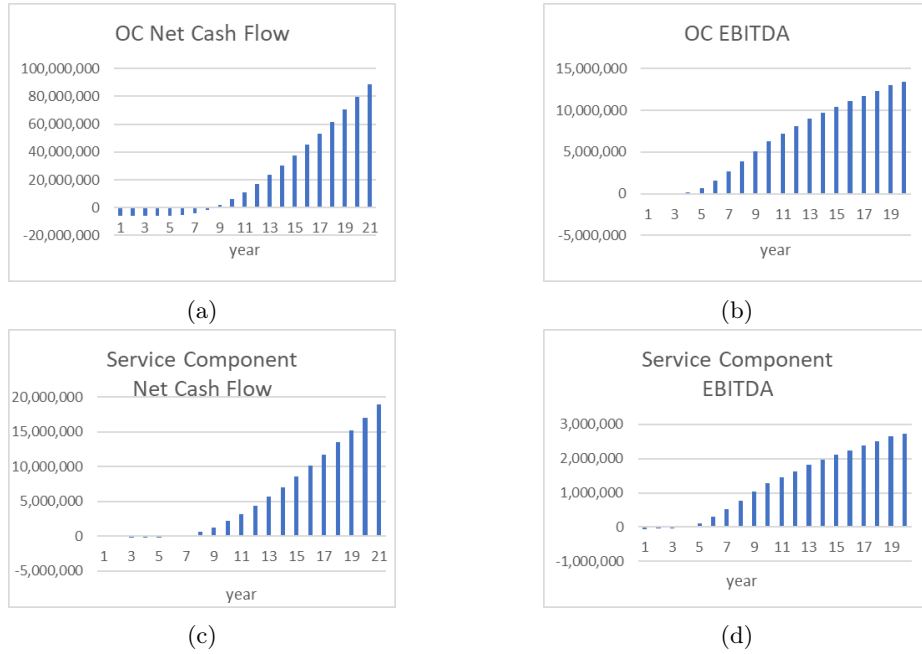 OC Net Cash Flow
100,000,000
80,000,000
60,000,000
40,000,000
20,000,000
0
-20,000,000
1 3 5 7 9 11 13 15 17 19 21
year
(a)
OC EBITDA
15,000,000
10,000,000
5,000,000
0
-5,000,000
1 3 5 7 9 11 13 15 17 19
year
(b)
Service Component
Net Cash Flow
20,000,000
15,000,000
10,000,000
5,000,000
0
-5,000,000
1 3 5 7 9 11 13 15 17 19 21
year
(c)
Service Component
EBITDA
3,000,000
2,000,000
1,000,000
0
-1,000,000
1 3 5 7 9 11 13 15 17 19
year
(d)